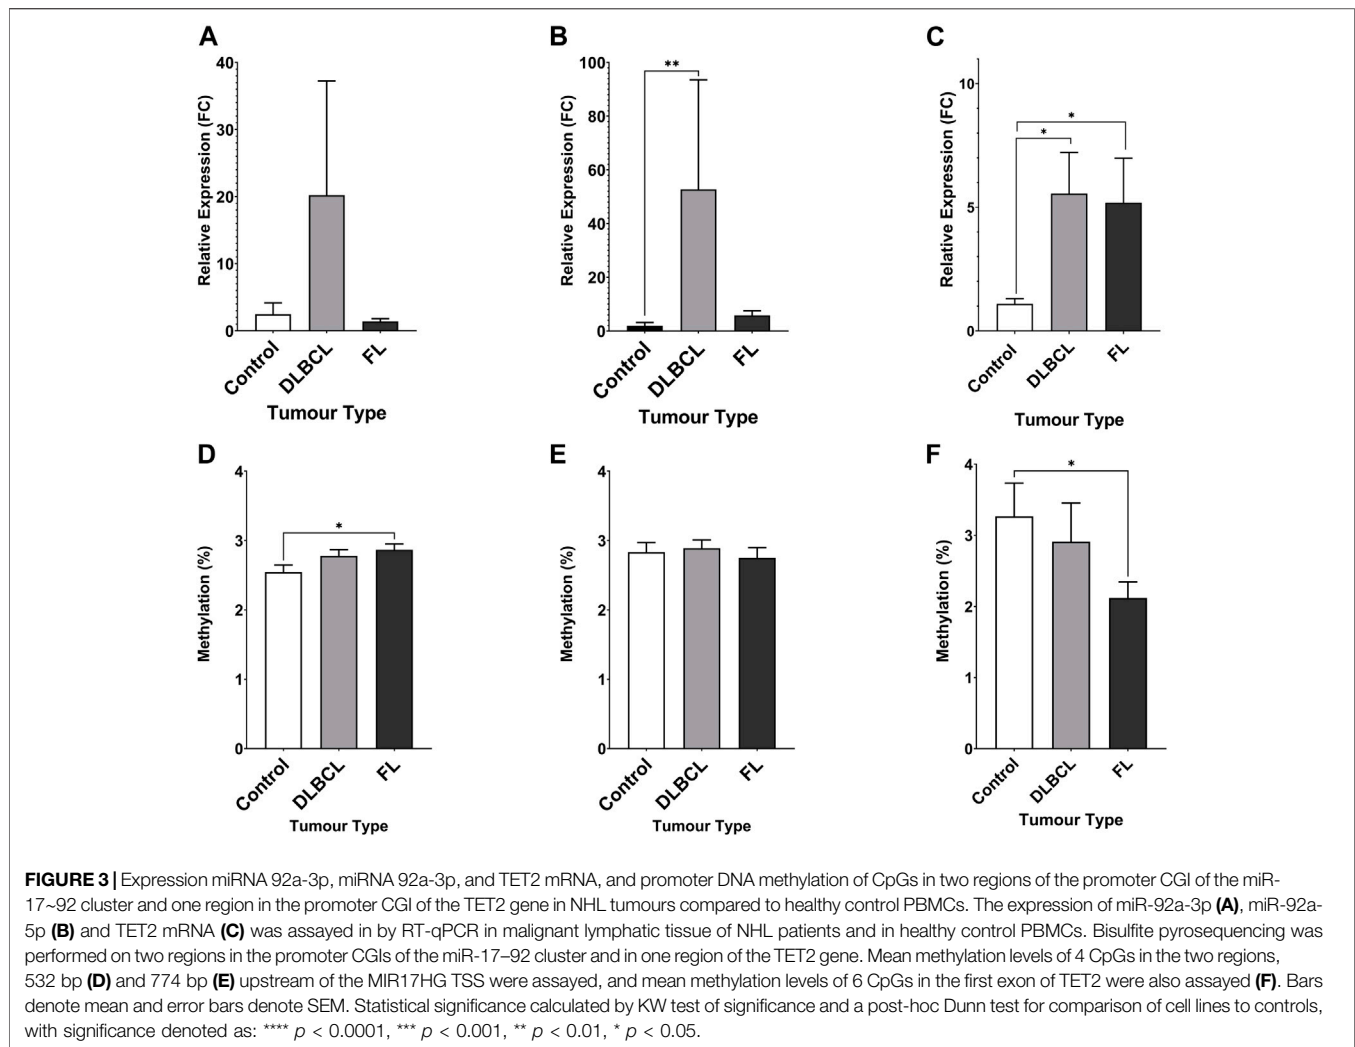 A
Relative Expression (FC)
40
30
20
10
0
**
Control
DLBCL
FL
Tumour Type
B
Relative Expression (FC)
100
80
60
40
20
0
Control
DLBCL
FL
Tumour Type
C
Relative Expression (FC)
10
5
0
*
*
Control
DLBCL
FL
Tumour Type
D
Methylation (%)
4
3
2
1
0
*
Control
DLBCL
FL
Tumour Type
E
Methylation (%)
4
3
2
1
0
Control
DLBCL
FL
Tumour Type
F
Methylation (%)
4
3
2
1
0
*
Control
DLBCL
FL
Tumour Type
FIGURE 3 | Expression miRNA 92a-3p, miRNA 92a-3p, and TET2 mRNA, and promoter DNA methylation of CpGs in two regions of the promoter CGI of the miR-
17~92 cluster and one region in the promoter CGI of the TET2 gene in NHL tumours compared to healthy control PBMCs. The expression of miR-92a-3p (A), miR-92a-
5p (B) and TET2 mRNA (C) was assayed in by RT-qPCR in malignant lymphatic tissue of NHL patients and in healthy control PBMCs. Bisulfite pyrosequencing was
performed on two regions in the promoter CGIs of the miR-17–92 cluster and in one region of the TET2 gene. Mean methylation levels of 4 CpGs in the two regions,
532 bp (D) and 774 bp (E) upstream of the MIR17HG TSS were assayed, and mean methylation levels of 6 CpGs in the first exon of TET2 were also assayed (F). Bars
denote mean and error bars denote SEM. Statistical significance calculated by KW test of significance and a post-hoc Dunn test for comparison of cell lines to controls,
with significance denoted as: **** p < 0.0001, *** p < 0.001, ** p < 0.01, * p < 0.05.